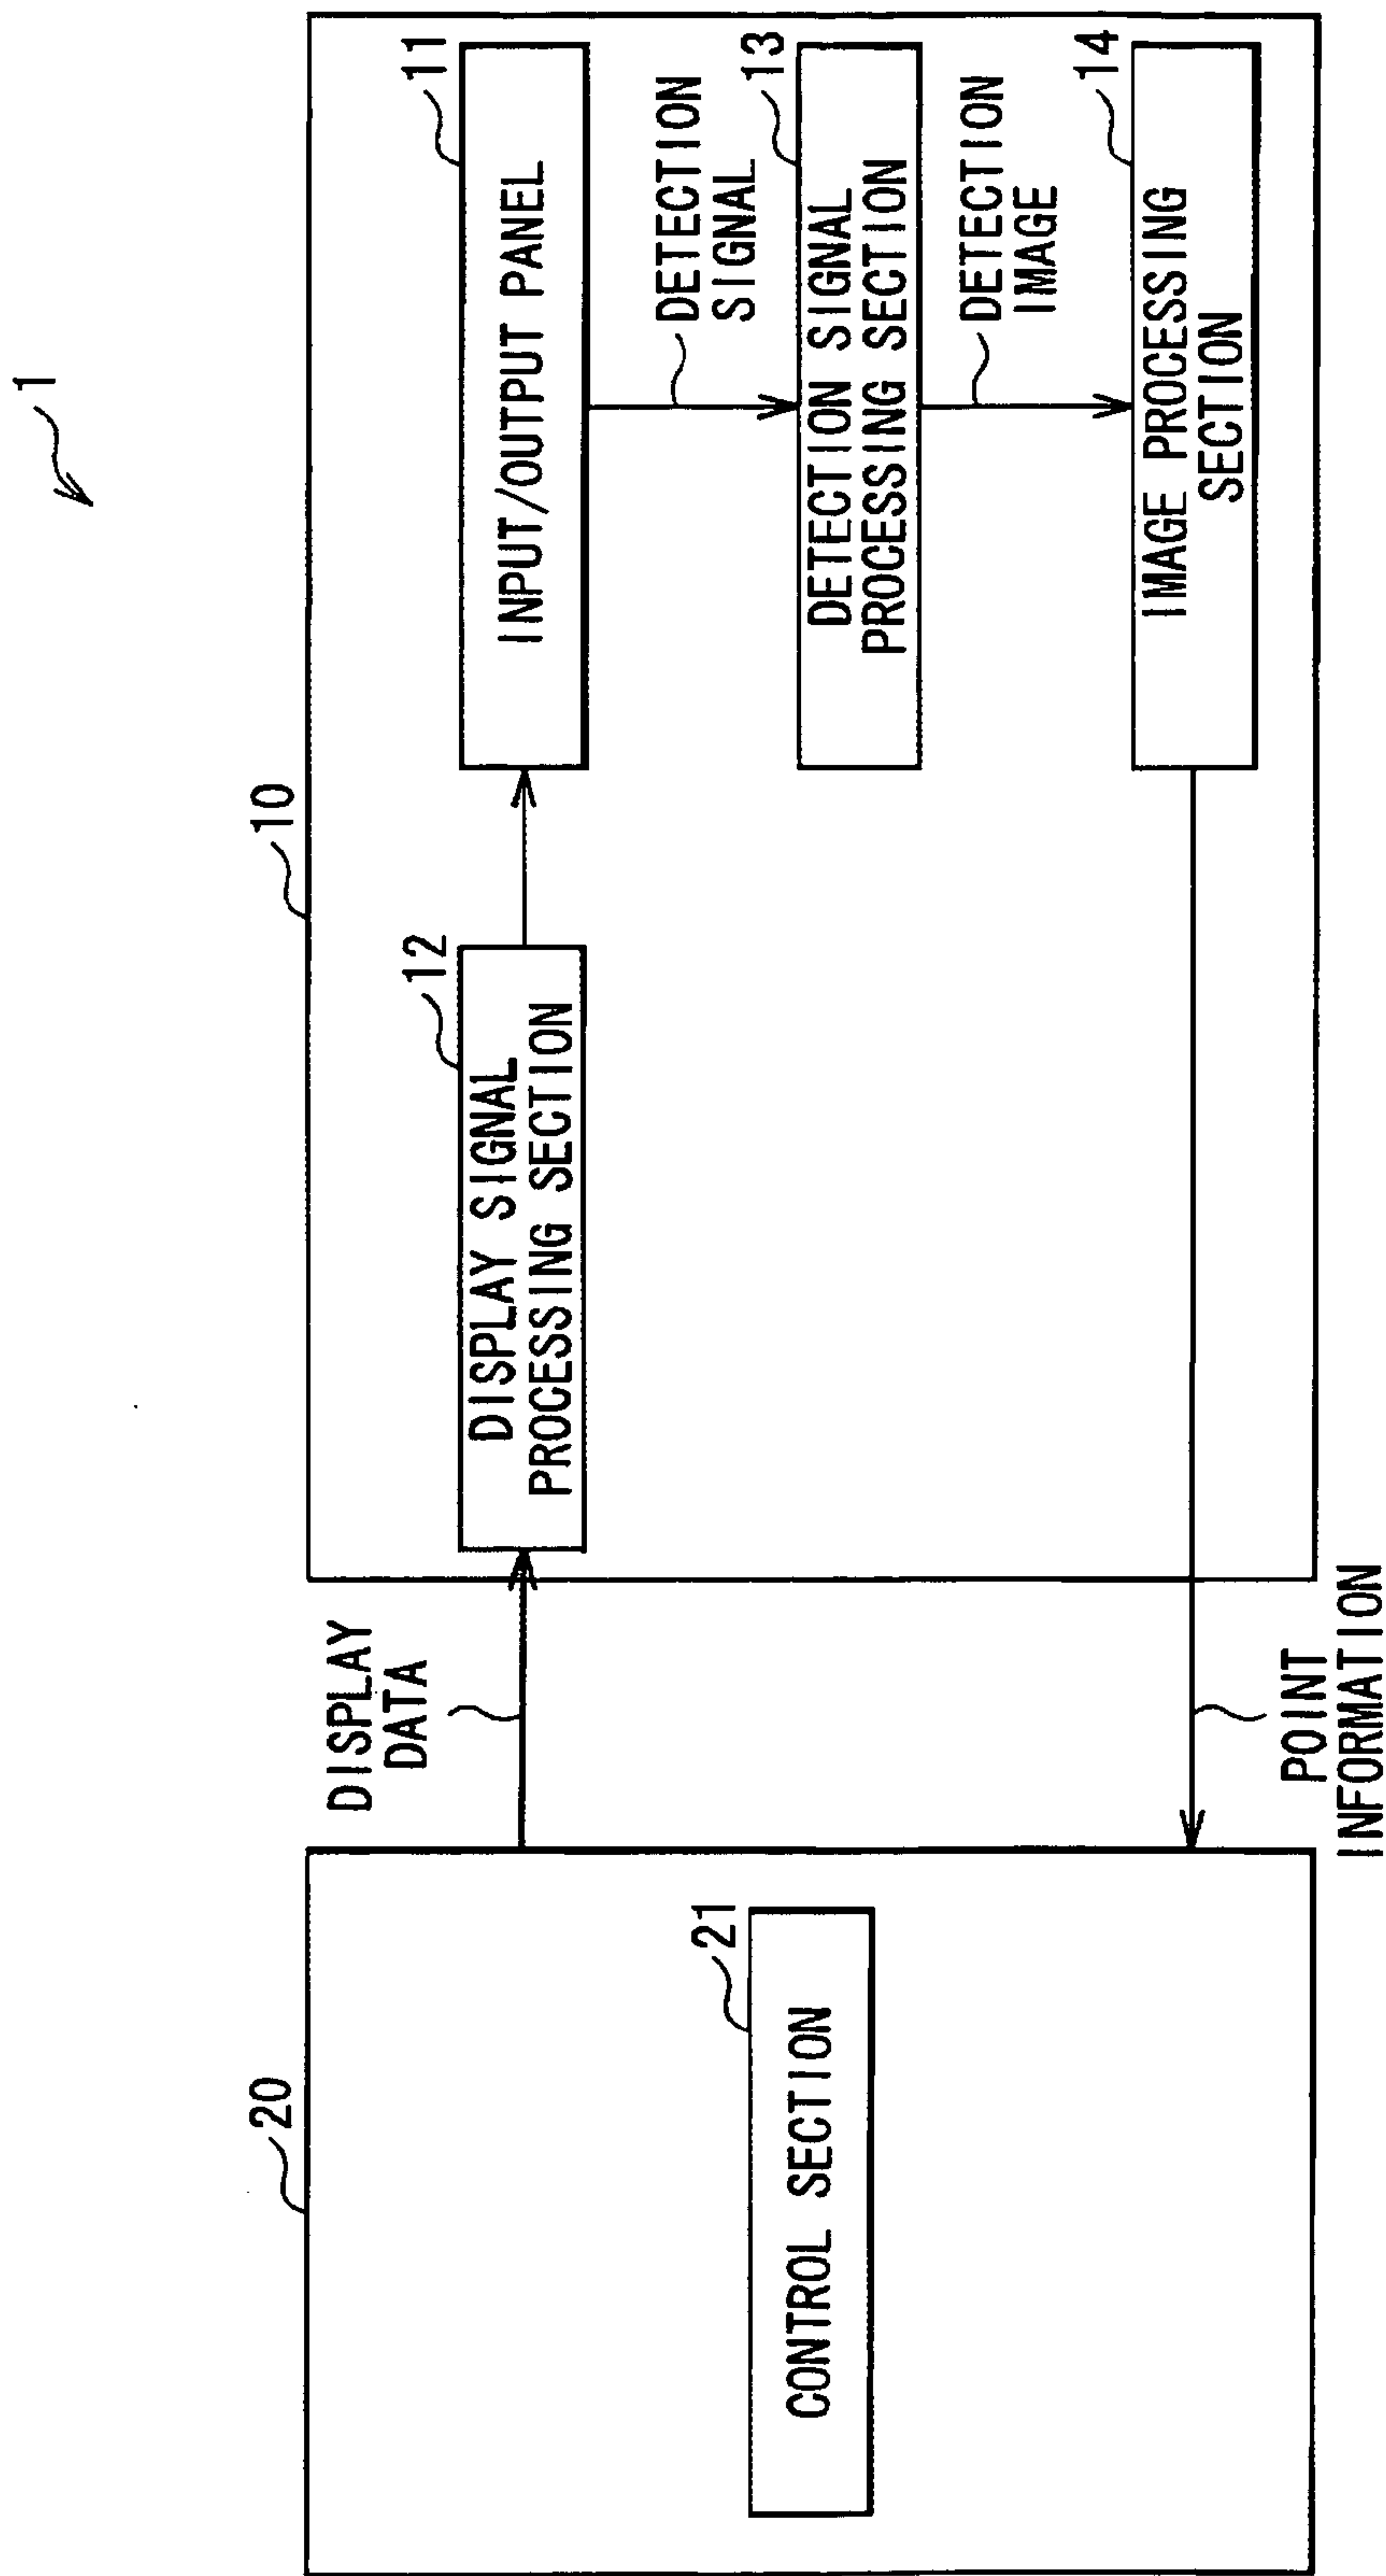 1
10
20
12
11
DISPLAY
DATA
DISPLAY SIGNAL
PROCESSING SECTION
INPUT/OUTPUT PANEL
DETECTION
SIGNAL
21
CONTROL SECTION
13
DETECTION SIGNAL
PROCESSING SECTION
DETECTION
IMAGE
14
IMAGE PROCESSING
SECTION
POINT
INFORMATION